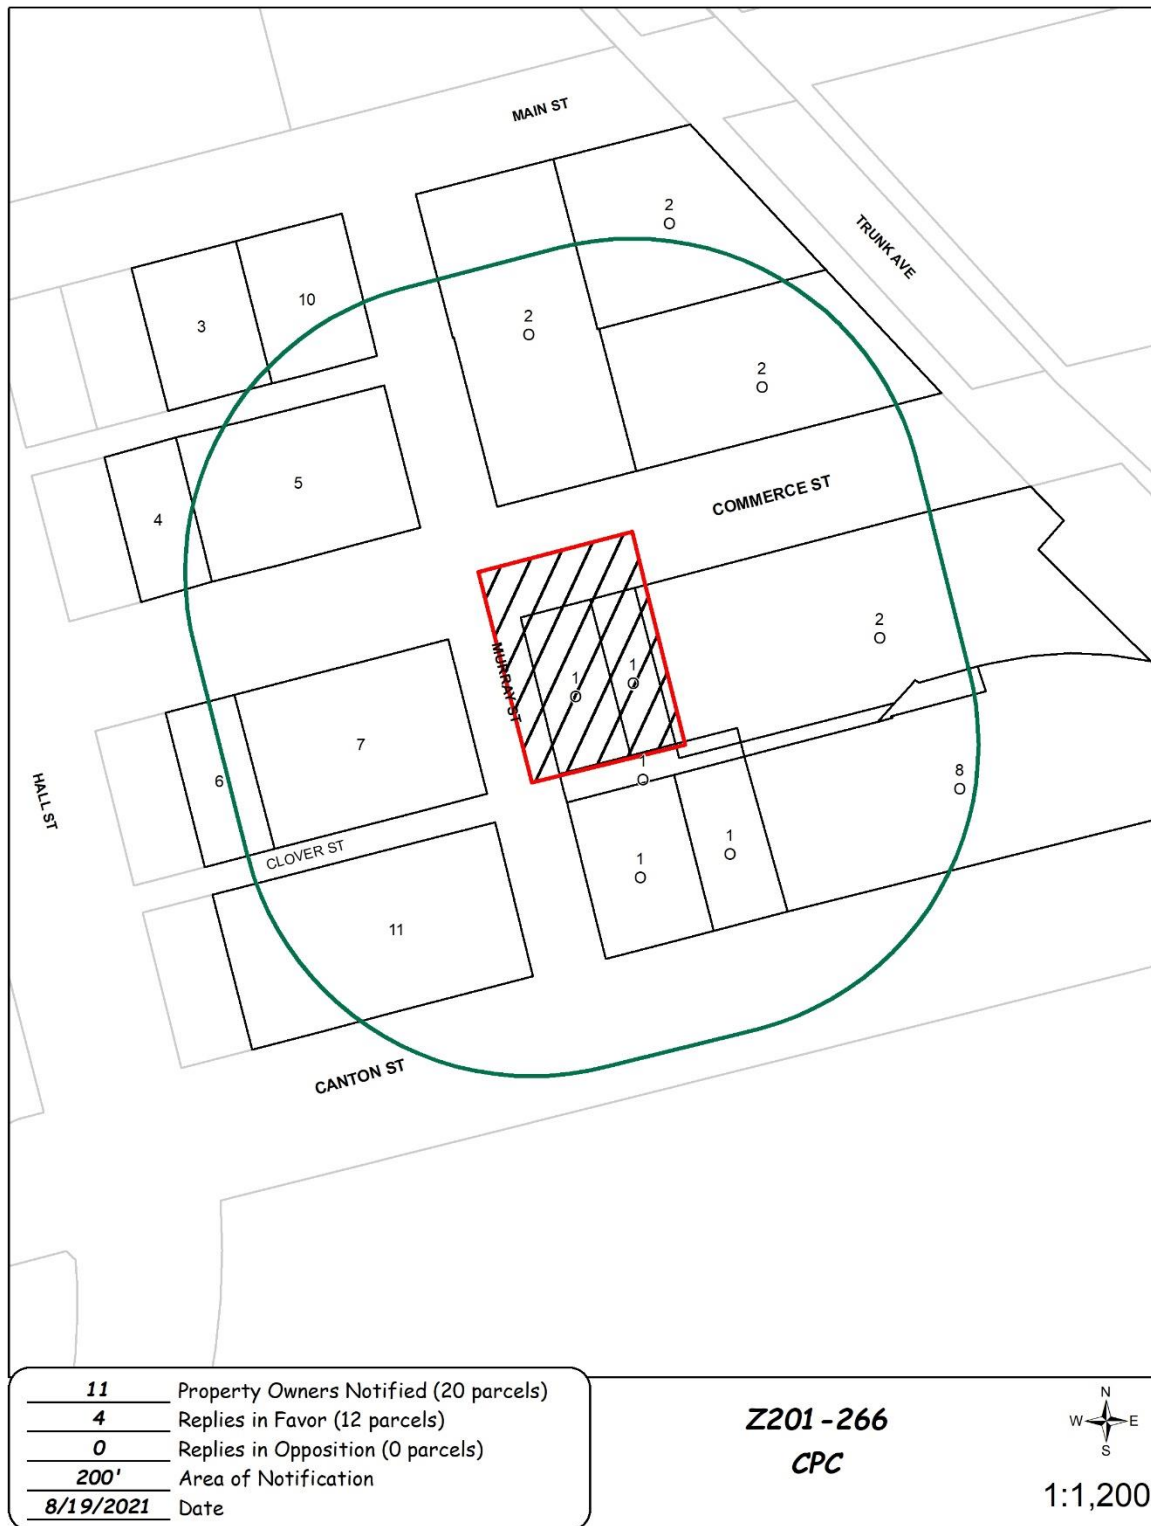 MAIN ST
2
O
TRUNK AVE
10
3
2
O
2
O
5
4
COMMERCE ST
2
O
1
O
1
O
MURRAY ST
7
6
HALL ST
1
O
8
O
CLOVER ST
1
O
1
O
11
CANTON ST
11 Property Owners Notified (20 parcels)
4 Replies in Favor (12 parcels)
0 Replies in Opposition (0 parcels)
200' Area of Notification
8/19/2021 Date
Z201-266
CPC
N
W E
S
1:1,200